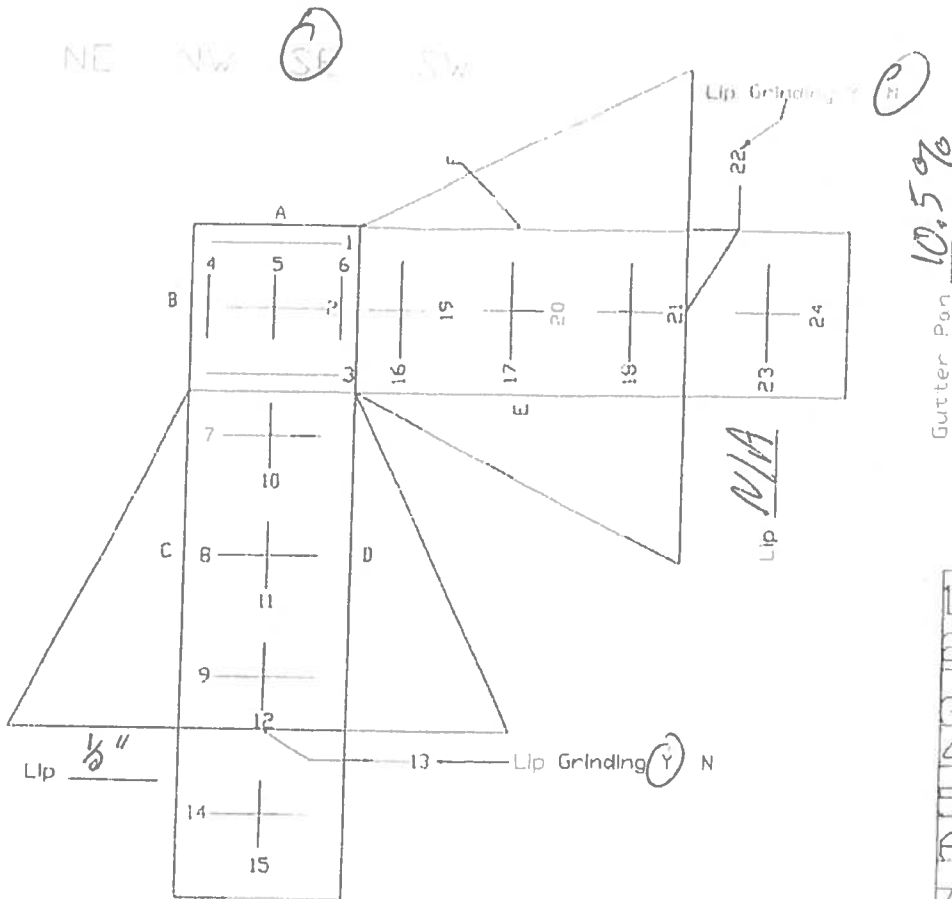 NE NW SE SW
Lip Grinding Y N
22
F
A
1
4 5 6
B
2
19 20 21 24
3
16 17 18 23
E
Gutter Pan 10.5%
Lip N/A
7
10
C 8 D
11
9
12
Lip 1/8"
13 Lip Grinding Y N
14
15